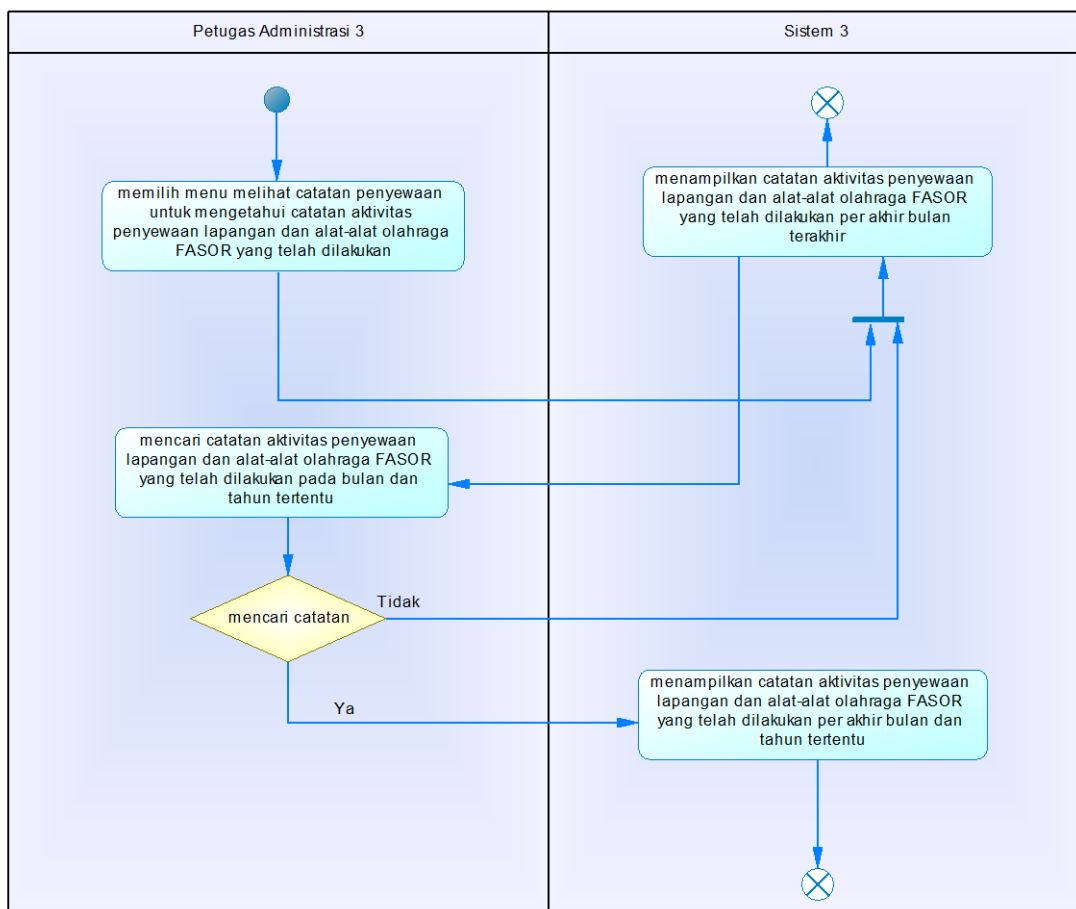 Petugas Administrasi 3
Sistem 3
memilih menu melihat catatan penyewaan
untuk mengetahui catatan aktivitas
penyewaan lapangan dan alat-alat olahraga
FASOR yang telah dilakukan
menampilkan catatan aktivitas penyewaan
lapangan dan alat-alat olahraga FASOR
yang telah dilakukan per akhir bulan
terakhir
mencari catatan aktivitas penyewaan
lapangan dan alat-alat olahraga FASOR
yang telah dilakukan pada bulan dan
tahun tertentu
mencari catatan
Tidak
Ya
menampilkan catatan aktivitas penyewaan
lapangan dan alat-alat olahraga FASOR
yang telah dilakukan per akhir bulan dan
tahun tertentu